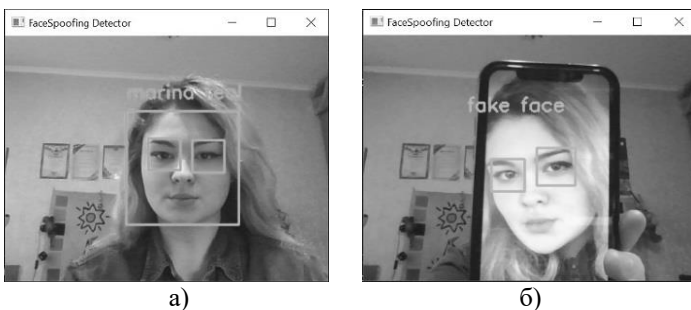 FaceSpoofing Detector
FaceSpoofing Detector
marina real
fake face
а)
б)